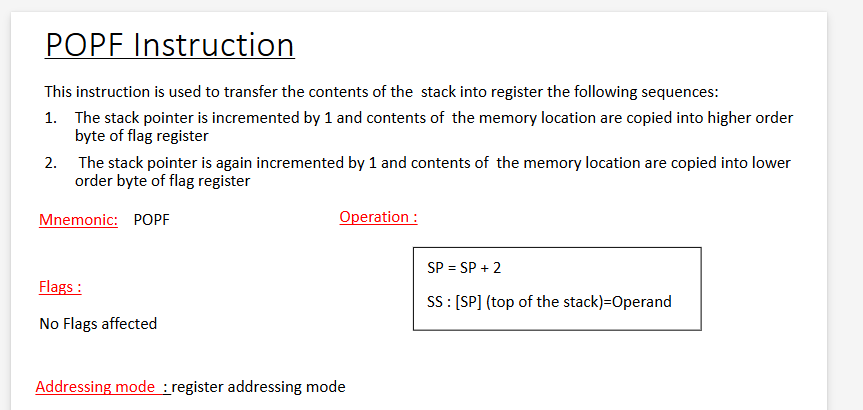 POPF Instruction
This instruction is used to transfer the contents of the  stack into register the following sequences:
1.   The stack pointer is incremented by 1 and contents of  the memory location are copied into higher order
byte of flag register
2.    The stack pointer is again incremented by 1 and contents of  the memory location are copied into lower
order byte of flag register
Mnemonic:   POPF
Operation :
SP = SP + 2
SS : [SP] (top of the stack)=Operand
Flags :
No Flags affected
Addressing mode  : register addressing mode